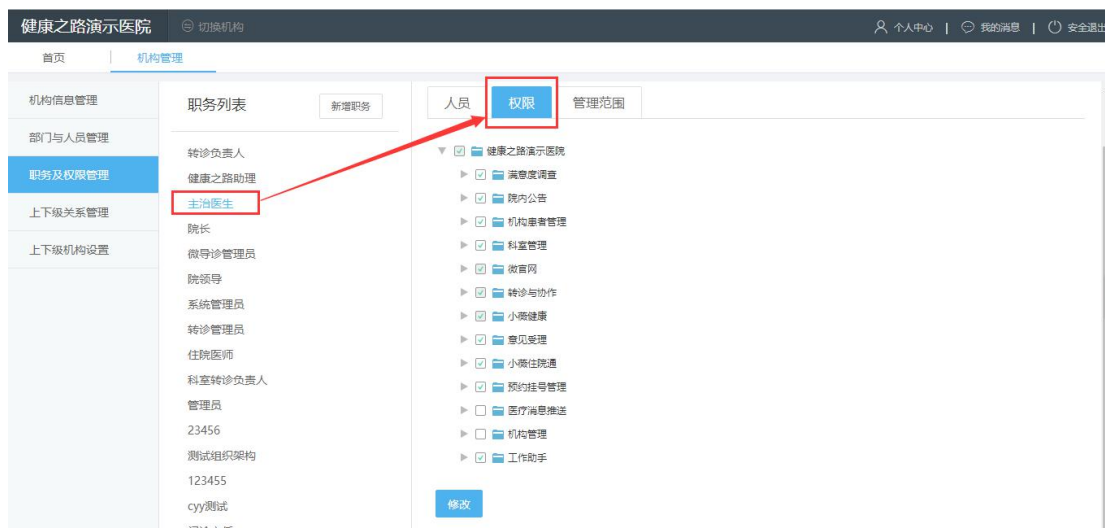 健康之路演示医院 切换机构 个人中心 | 我的消息 | 安全退出
首页 | 机构管理
机构信息管理
部门与人员管理
职务及权限管理
上下级关系管理
上下级机构设置
职务列表 新增职务
转诊负责人
健康之路助理
主治医生
院长
微导诊管理员
院领导
系统管理员
转诊管理员
住院医师
科室转诊负责人
管理员
23456
测试组织架构
123455
cyy测试
人员 权限 管理范围
健康之路演示医院
满意度调查
院内公告
机构患者管理
科室管理
微官网
转诊与协作
小薇健康
意见受理
小薇住院通
预约挂号管理
医疗消息推送
机构管理
工作助手
修改